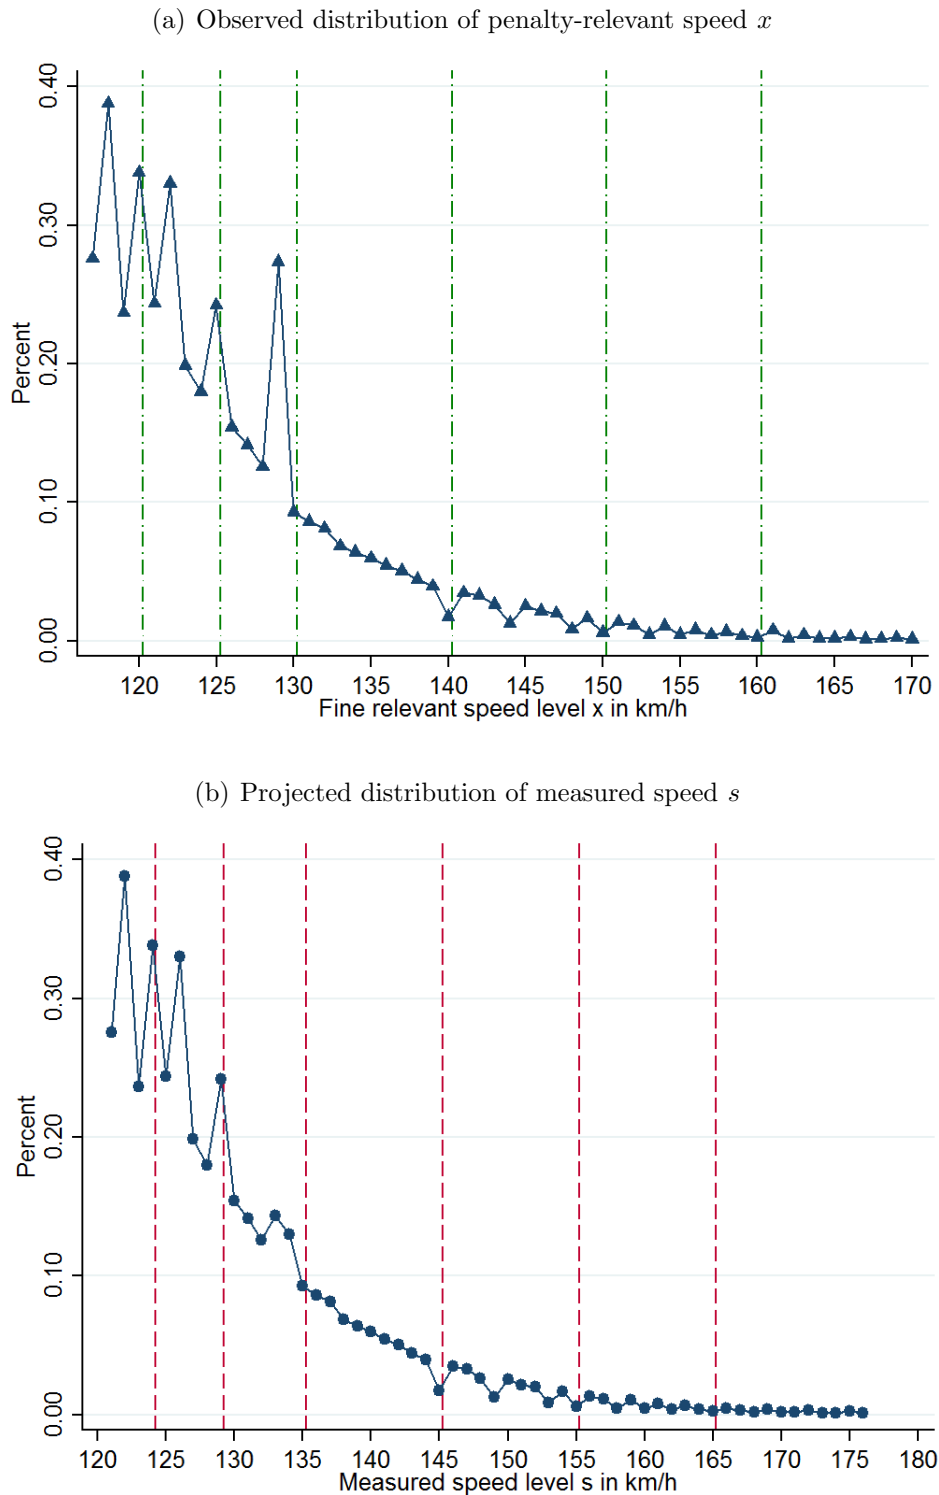 (a) Observed distribution of penalty-relevant speed x
0.40
0.30
0.20
0.10
0.00
Percent
120 125 130 135 140 145 150 155 160 165 170
Fine relevant speed level x in km/h
(b) Projected distribution of measured speed s
0.40
0.30
0.20
0.10
0.00
Percent
120 125 130 135 140 145 150 155 160 165 170 175 180
Measured speed level s in km/h